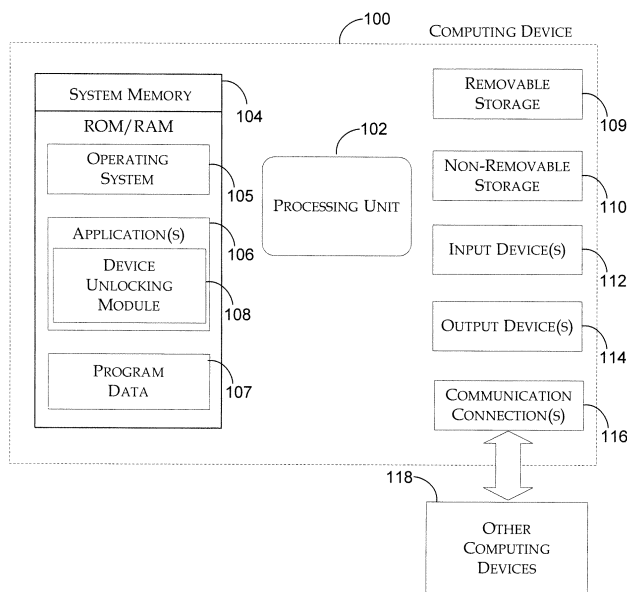 100
COMPUTING DEVICE
SYSTEM MEMORY
104
ROM/RAM
OPERATING
SYSTEM
105
APPLICATION(S)
106
DEVICE
UNLOCKING
MODULE
108
PROGRAM
DATA
107
102
PROCESSING UNIT
REMOVABLE
STORAGE
109
NON-REMOVABLE
STORAGE
110
INPUT DEVICE(S)
112
OUTPUT DEVICE(S)
114
COMMUNICATION
CONNECTION(S)
116
118
OTHER
COMPUTING
DEVICES